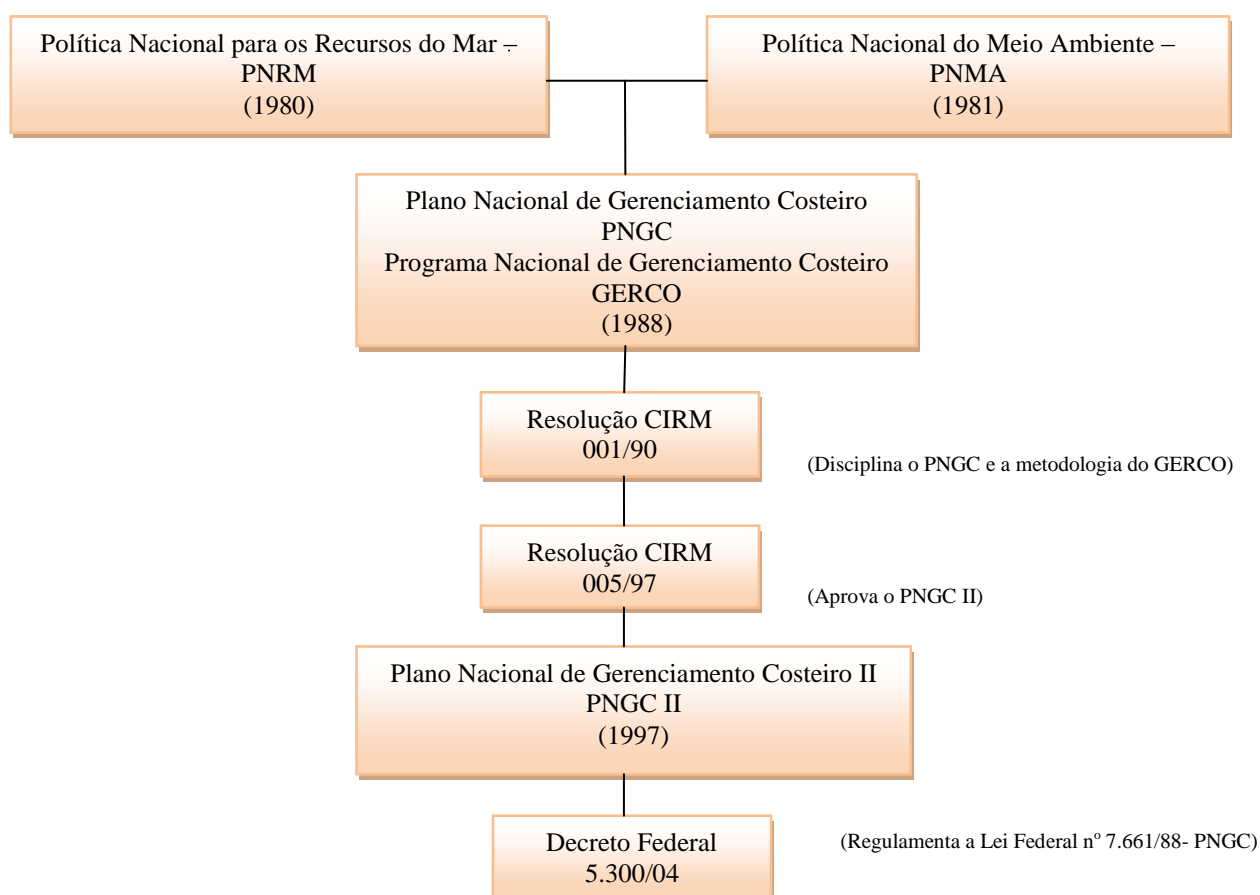 Política Nacional para os Recursos do Mar –
PNRM
(1980)
Política Nacional do Meio Ambiente –
PNMA
(1981)
Plano Nacional de Gerenciamento Costeiro
PNGC
Programa Nacional de Gerenciamento Costeiro
GERCO
(1988)
Resolução CIRM
001/90
(Disciplina o PNGC e a metodologia do GERCO)
Resolução CIRM
005/97
(Aprova o PNGC II)
Plano Nacional de Gerenciamento Costeiro II
PNGC II
(1997)
Decreto Federal
5.300/04
(Regulamenta a Lei Federal nº 7.661/88- PNGC)